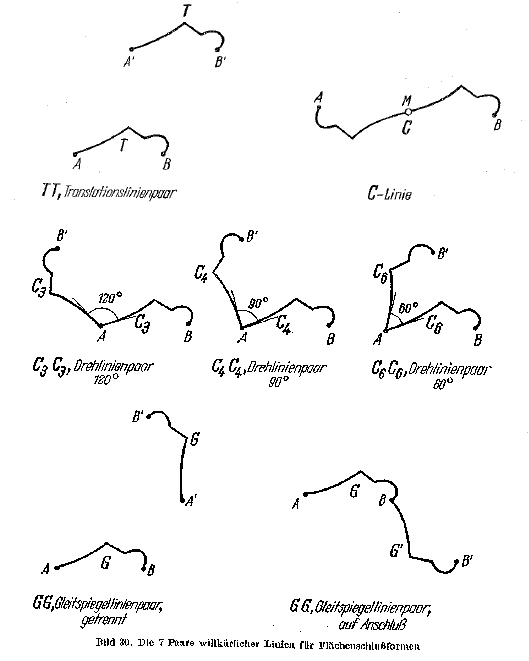 T
A' B'
T
A B
TT, Translationslinienpaar
A M
C B
C-Linie
B'
C3 120°
C3
A B
C3 C3, Drehlinienpaar
120°
B'
C4 90°
C4
A B
C4 C4, Drehlinienpaar
90°
B'
C6 60°
C6
A B
C6 C6, Drehlinienpaar
60°
B' G
A'
A G B
GG, Gleitspiegellinienpaar,
getrennt
A G B
G' B'
GG, Gleitspiegellinienpaar,
auf Anschluß
Bild 30. Die 7 Paare willkürlicher Linien für Flächenschlußformen